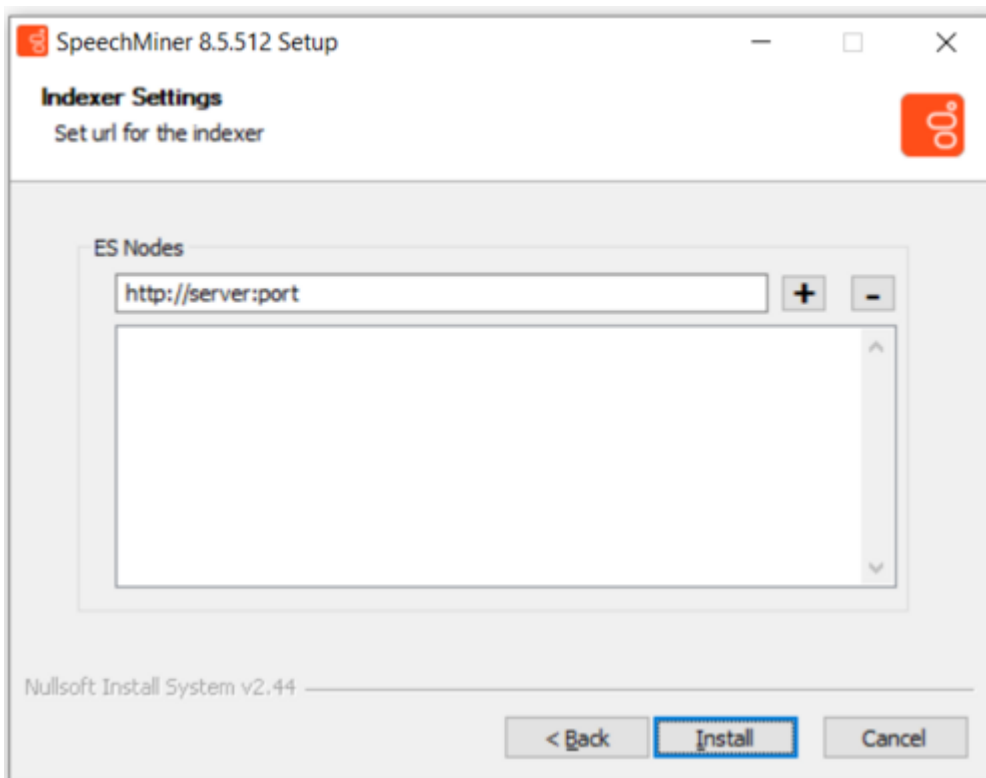 SpeechMiner 8.5.512 Setup
Indexer Settings
Set url for the indexer
ES Nodes
http://server:port
+ -
Nullsoft Install System v2.44
< Back Install Cancel